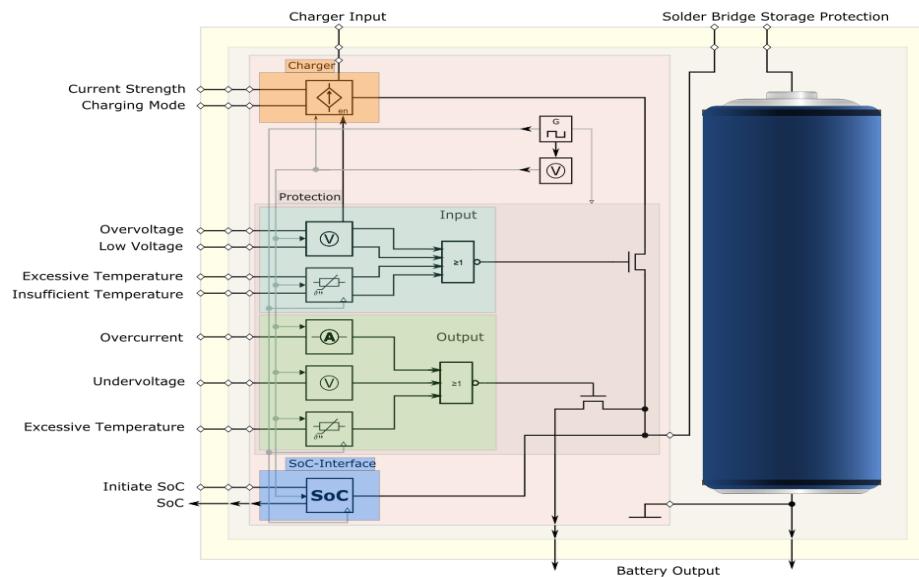 Charger Input
Solder Bridge Storage Protection
Charger
Current Strength
Charging Mode
en
G
V
Protection
Input
Overvoltage
Low Voltage
V
≥1
Excessive Temperature
Insufficient Temperature
ϑ
Output
Overcurrent
A
Undervoltage
V
≥1
Excessive Temperature
ϑ
SoC-Interface
Initiate SoC
SoC
SoC
Battery Output